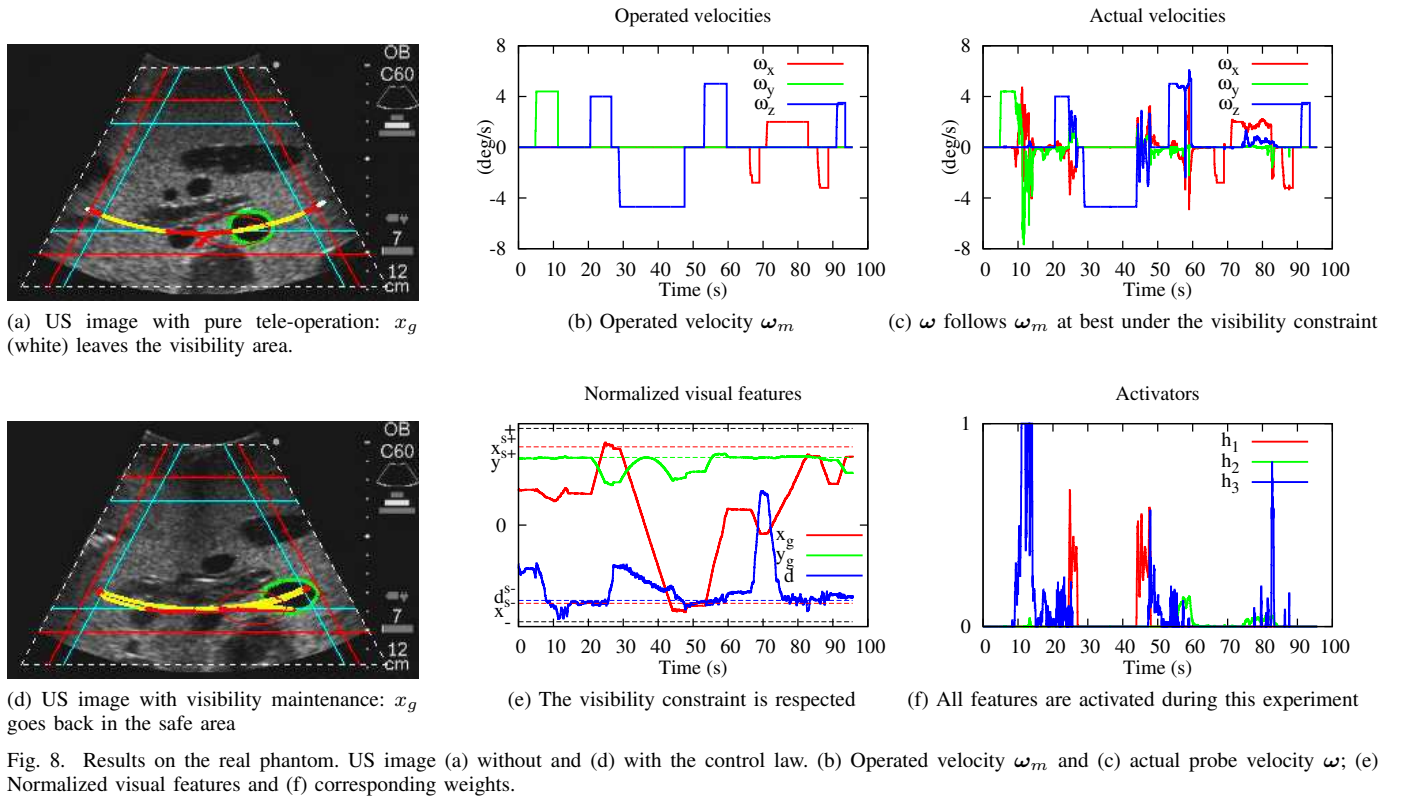 Operated velocities
Actual velocities
OB
C60
7
12
cm
8
4
0
-4
-8
(deg/s)
ωx
ωy
ωz
0 10 20 30 40 50 60 70 80 90 100
Time (s)
8
4
0
-4
-8
(deg/s)
ωx
ωy
ωz
0 10 20 30 40 50 60 70 80 90 100
Time (s)
(a) US image with pure tele-operation: xg
(white) leaves the visibility area.
(b) Operated velocity ωm
(c) ω follows ωm at best under the visibility constraint
Normalized visual features
Activators
OB
C60
7
12
cm
+
xs+
ys+
0
ds-
xs-
-
xg
yg
d
0 10 20 30 40 50 60 70 80 90 100
Time (s)
1
0
h1
h2
h3
0 10 20 30 40 50 60 70 80 90 100
Time (s)
(d) US image with visibility maintenance: xg
goes back in the safe area
(e) The visibility constraint is respected
(f) All features are activated during this experiment
Fig. 8. Results on the real phantom. US image (a) without and (d) with the control law. (b) Operated velocity ωm and (c) actual probe velocity ω; (e)
Normalized visual features and (f) corresponding weights.